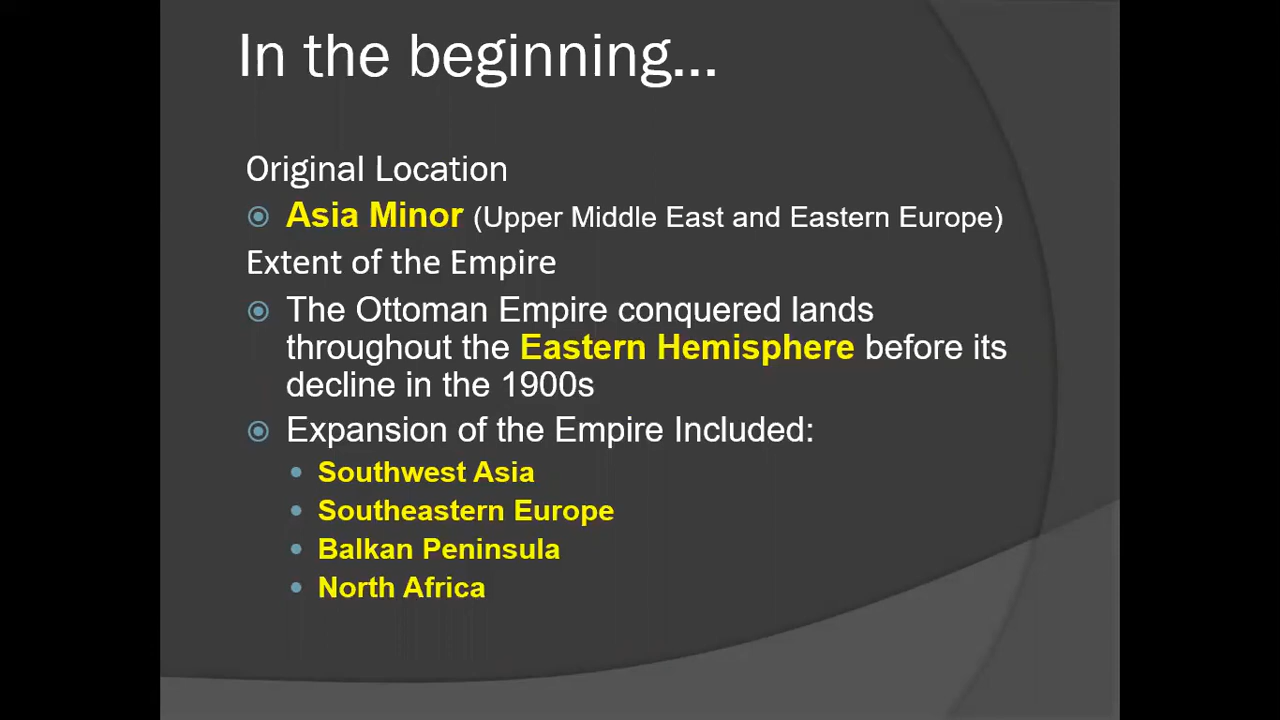 In the beginning...
Original Location
Asia Minor (Upper Middle East and Eastern Europe)
Extent of the Empire
The Ottoman Empire conquered lands
throughout the Eastern Hemisphere before its
decline in the 1900s
Expansion of the Empire Included:
Southwest Asia
Southeastern Europe
Balkan Peninsula
North Africa